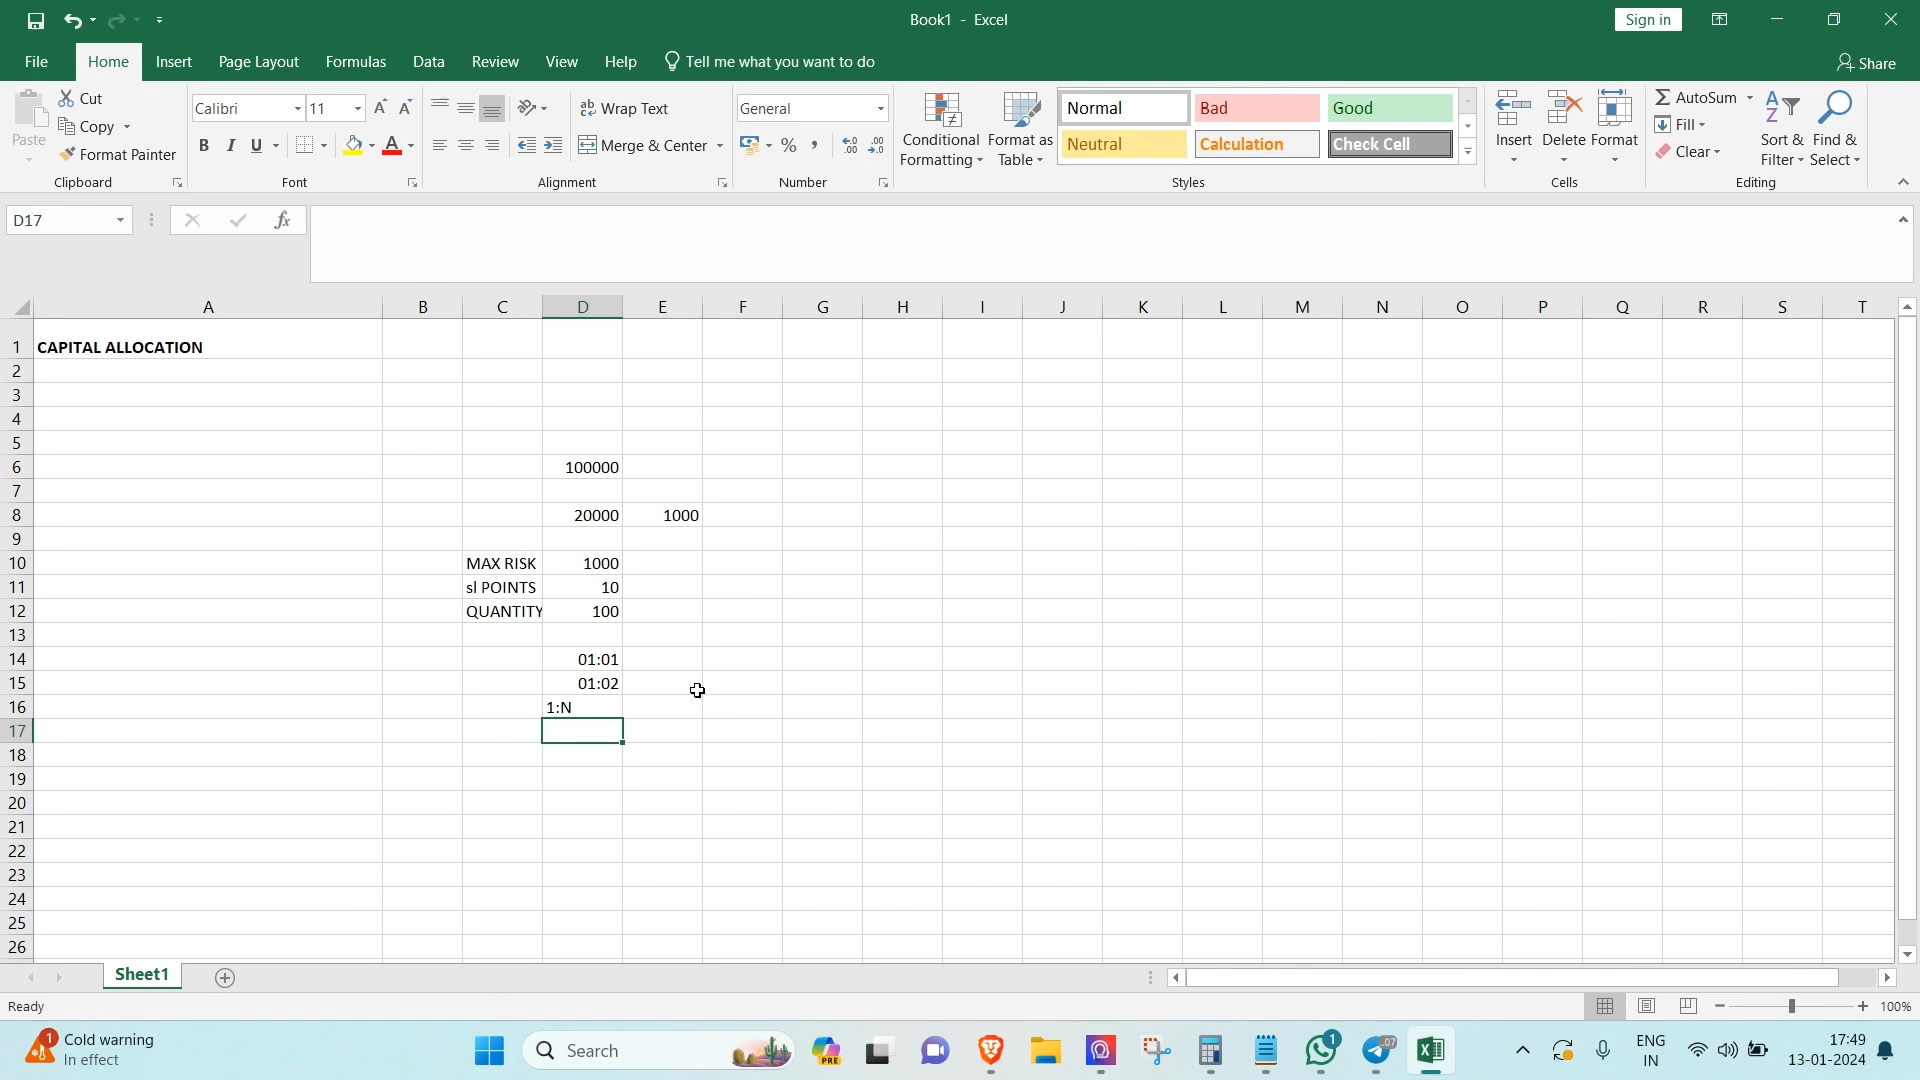 Book1 - Excel
Sign in
File Home Insert Page Layout Formulas Data Review View Help Tell me what you want to do
Share
Paste
Cut
Copy
Format Painter
Clipboard
Calibri 11
B I U
Font
Wrap Text
Merge & Center
Alignment
General
Number
Conditional Formatting
Format as Table
Normal Bad Good
Neutral Calculation Check Cell
Styles
Insert Delete Format
Cells
AutoSum
Fill
Clear
Sort & Filter
Find & Select
Editing
D17
fx
A B C D E F G H I J K L M N O P Q R S T
1 CAPITAL ALLOCATION
2
3
4
5
6 100000
7
8 20000 1000
9
10 MAX RISK 1000
11 sl POINTS 10
12 QUANTITY 100
13
14 01:01
15 01:02
16 1:N
17
18
19
20
21
22
23
24
25
26
Sheet1
Ready
100%
1 Cold warning
In effect
Search
PRE
1
.07
ENG
IN
17:49
13-01-2024